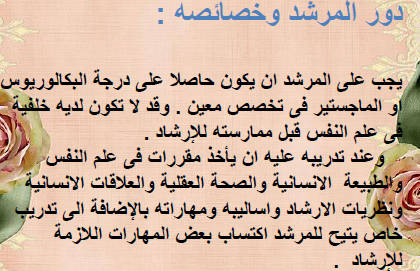 دور المرشد وخصائصه :
يجب على المرشد ان يكون حاصلا على درجة البكالوريوس
او الماجستير فى تخصص معين . وقد لا تكون لديه خلفية
فى علم النفس قبل ممارسته للإرشاد .
وعند تدريبه عليه ان يأخذ مقررات فى علم النفس
والطبيعة الانسانية والصحة العقلية والعلاقات الانسانية
ونظريات الارشاد واساليبه ومهاراته بالإضافة الى تدريب
خاص يتيح للمرشد اكتساب بعض المهارات اللازمة
للإرشاد .